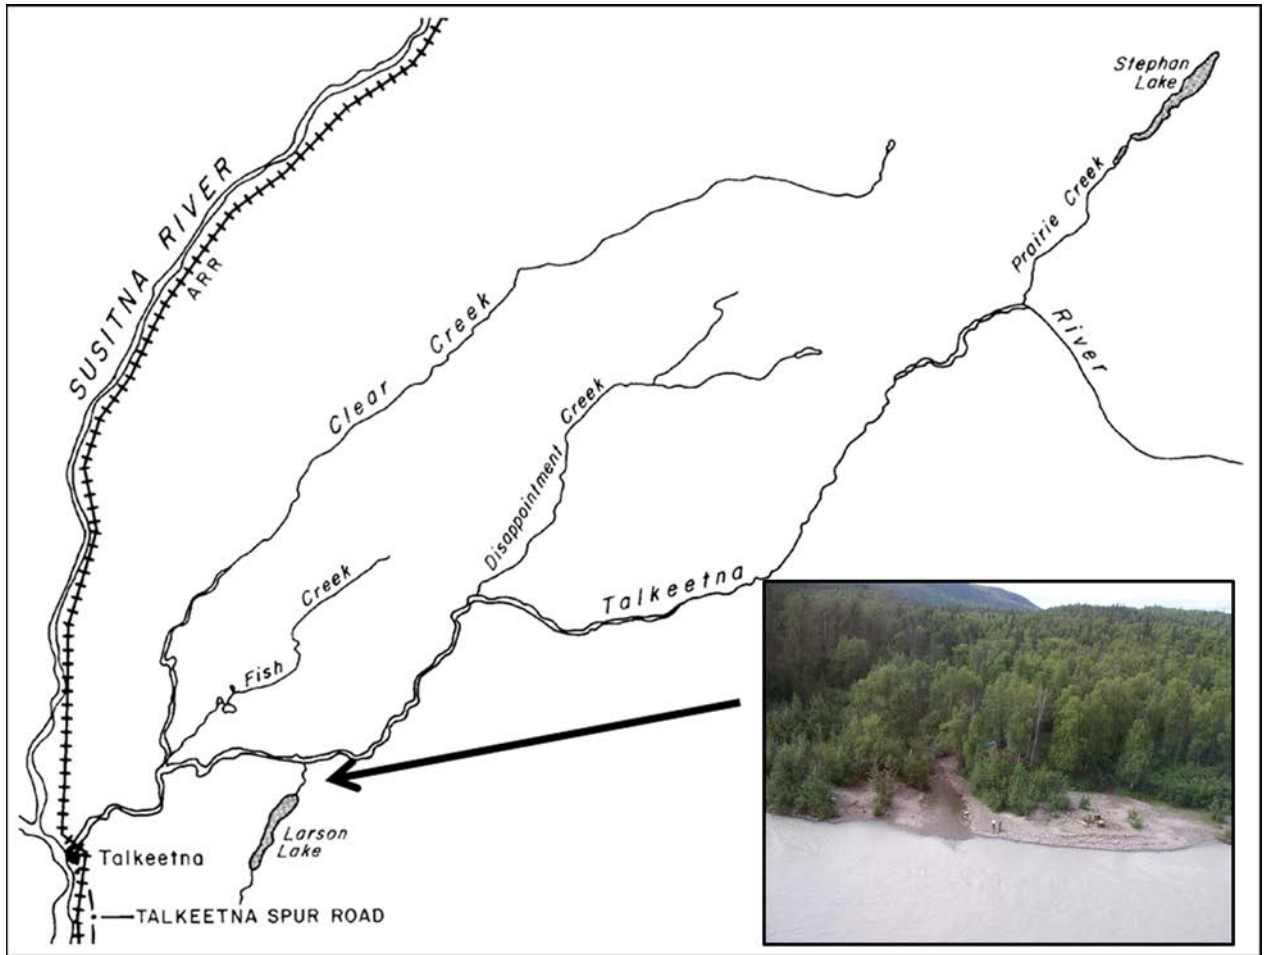 Stephan
Lake
SUSITNA RIVER
ARR
Prairie Creek
Clear Creek
River
Disappointment Creek
Talkeetna
Fish Creek
Larson
Lake
Talkeetna
TALKEETNA SPUR ROAD